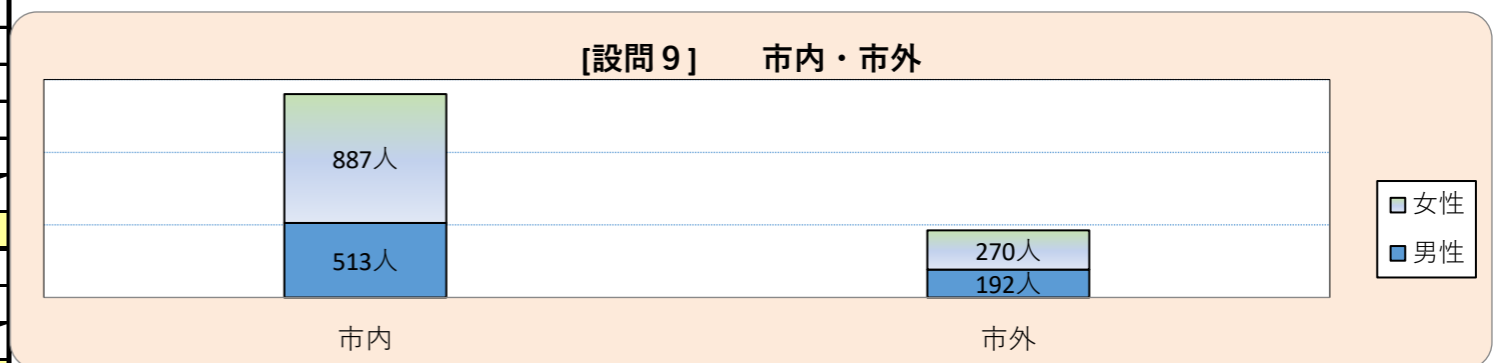 [設問９]　　市内・市外
887人
513人
270人
192人
女性
男性
市内
市外